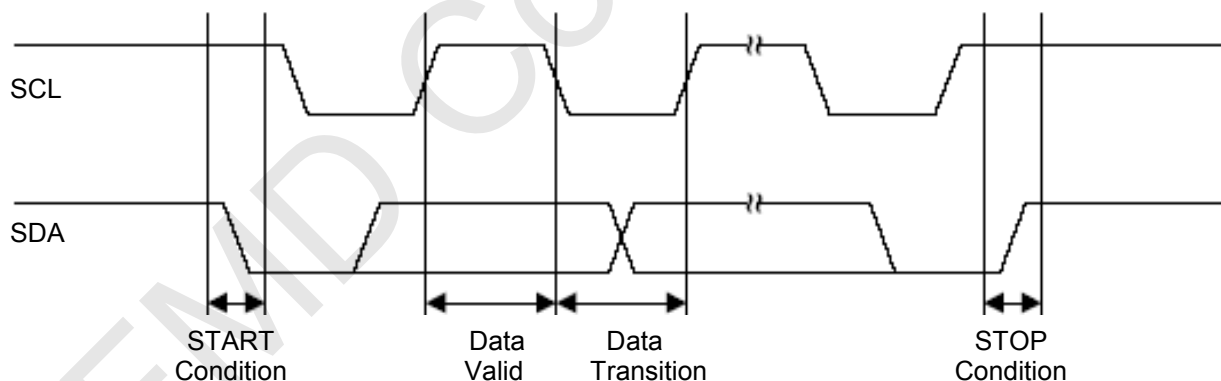 SCL
SDA
START
Condition
Data
Valid
Data
Transition
STOP
Condition